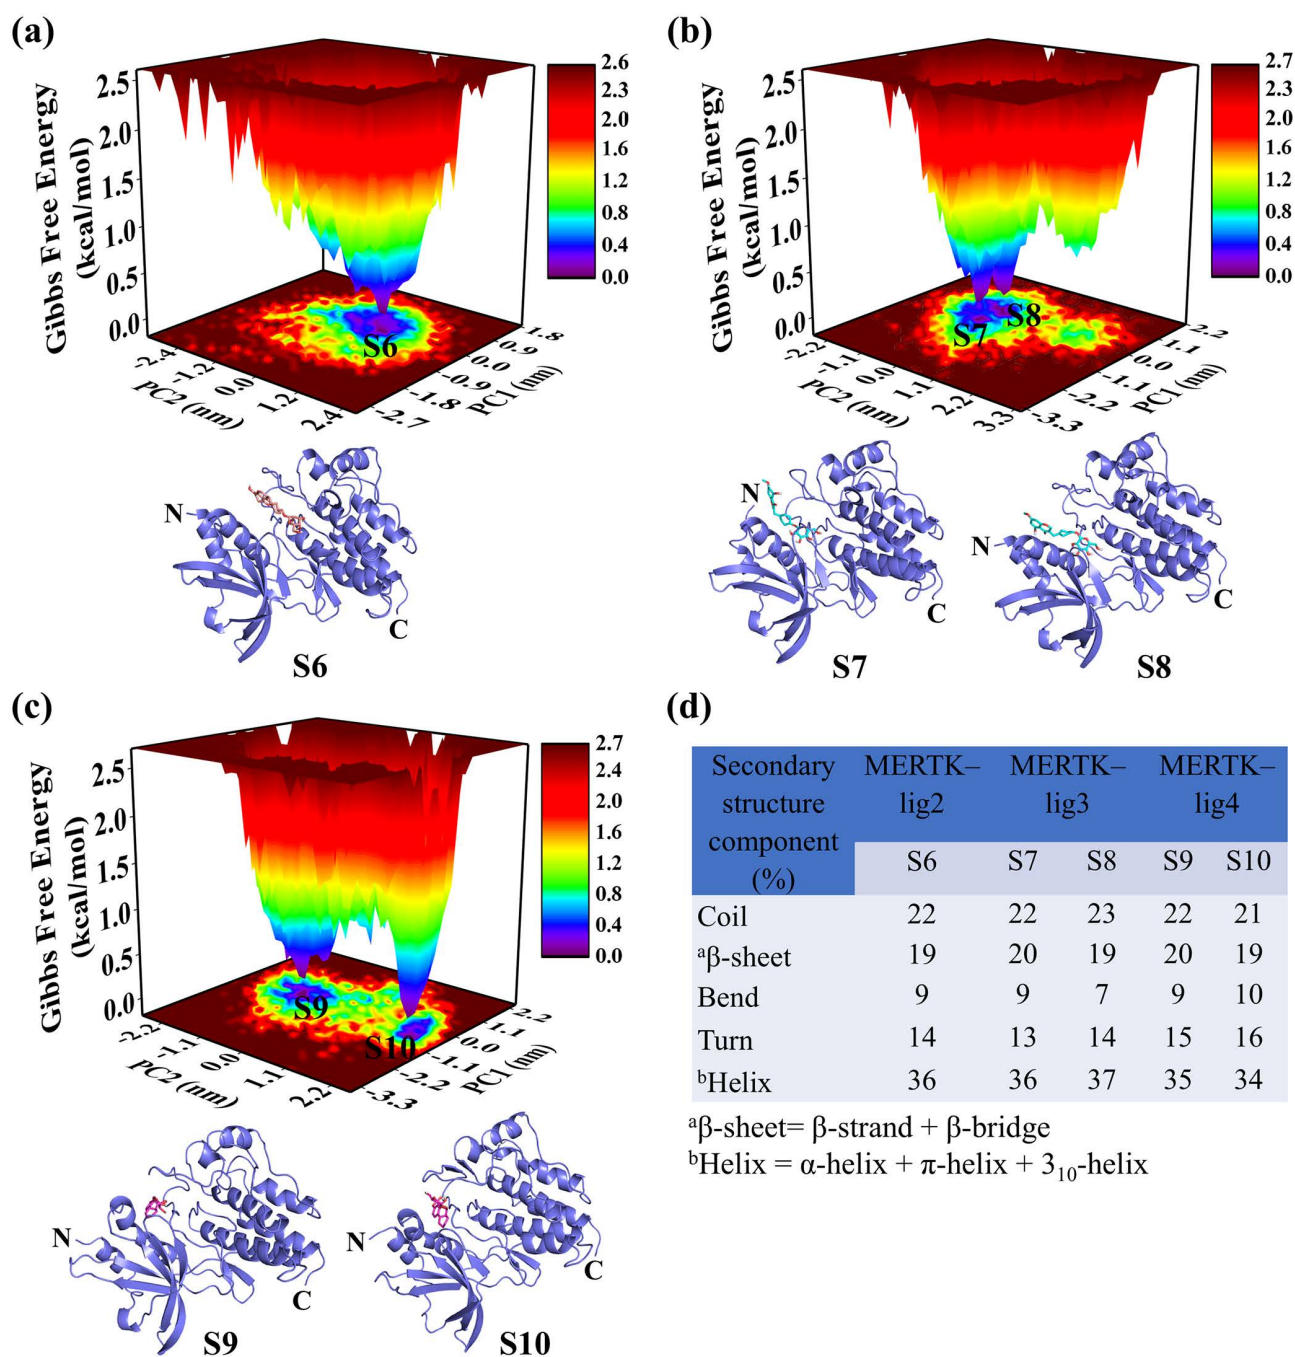 (a)
Gibbs Free Energy
(kcal/mol)
2.5
2.0
1.5
1.0
0.5
0.0
-2.4
-1.2
0.0
1.2
2.4
PC2 (nm)
-2.7
-1.8
-0.9
0.0
0.9
1.8
PC1 (nm)
S6
2.6
2.3
2.0
1.6
1.2
0.8
0.4
0.0
N
C
S6
(b)
Gibbs Free Energy
(kcal/mol)
2.5
2.0
1.5
1.0
0.5
0.0
-2.2
-1.1
0.0
1.1
2.2
3.3
PC2 (nm)
-3.3
-2.2
-1.1
0.0
1.1
2.2
PC1 (nm)
S7
S8
2.7
2.3
2.0
1.6
1.2
0.8
0.4
0.0
N
C
S7
N
C
S8
(c)
Gibbs Free Energy
(kcal/mol)
2.5
2.0
1.5
1.0
0.5
0.0
-2.2
-1.1
0.0
1.1
2.2
PC2 (nm)
-3.3
-2.2
-1.1
0.0
1.1
2.2
PC1 (nm)
S9
S10
2.7
2.4
2.0
1.6
1.2
0.8
0.4
0.0
N
C
S9
N
C
S10
(d)
Secondary structure component (%) MERTK–lig2 MERTK–lig3 MERTK–lig4
S6 S7 S8 S9 S10
Coil 22 22 23 22 21
ᵃβ-sheet 19 20 19 20 19
Bend 9 9 7 9 10
Turn 14 13 14 15 16
ᵇHelix 36 36 37 35 34
ᵃβ-sheet= β-strand + β-bridge
ᵇHelix = α-helix + π-helix + 3₁₀-helix